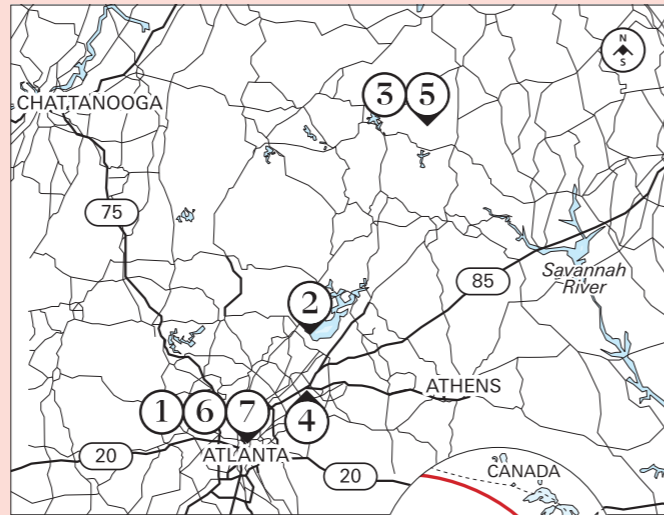 N
S
3 5
CHATTANOOGA
75
Savannah
River
85
2
ATHENS
1 6 7
4
ATLANTA
20
20
CANADA